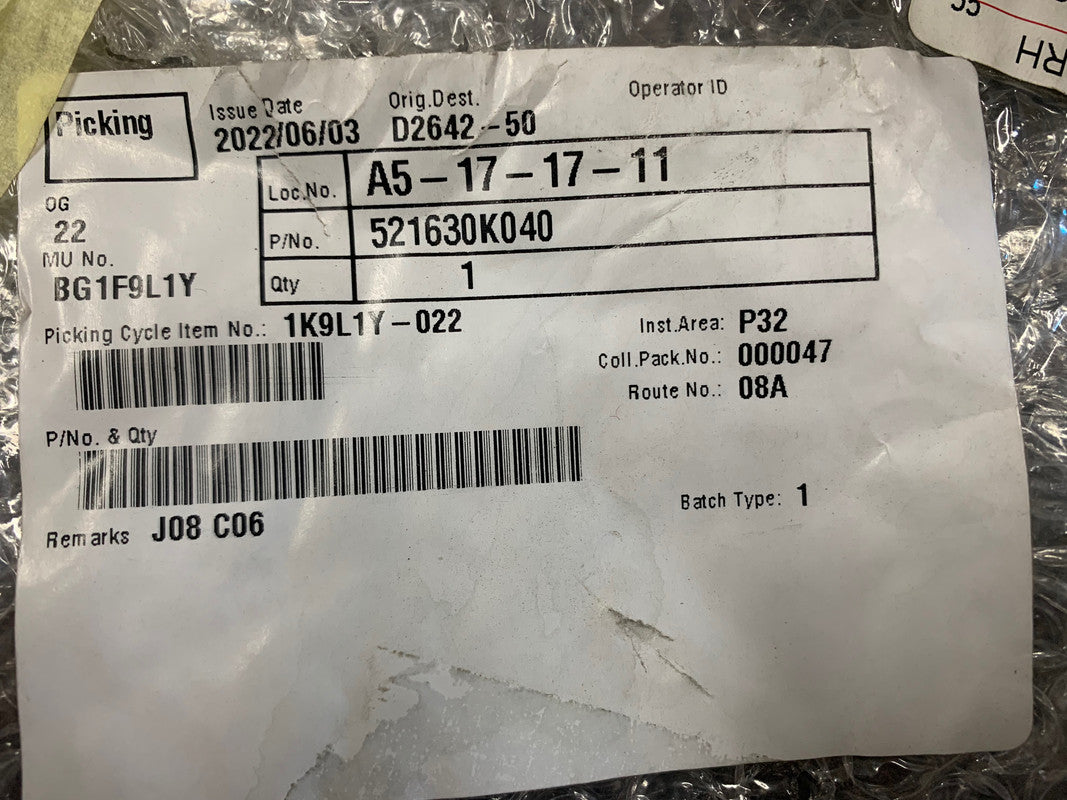 Picking
Issue Date
2022/06/03
Orig.Dest.
D2642-50
Operator ID
Loc.No. A5-17-17-11
P/No. 521630K040
Qty 1
OG
22
MU No.
BG1F9L1Y
Picking Cycle Item No.: 1K9L1Y-022
Inst.Area: P32
Coll.Pack.No.: 000047
Route No.: 08A
P/No. & Qty
Batch Type: 1
Remarks J08 C06
RH